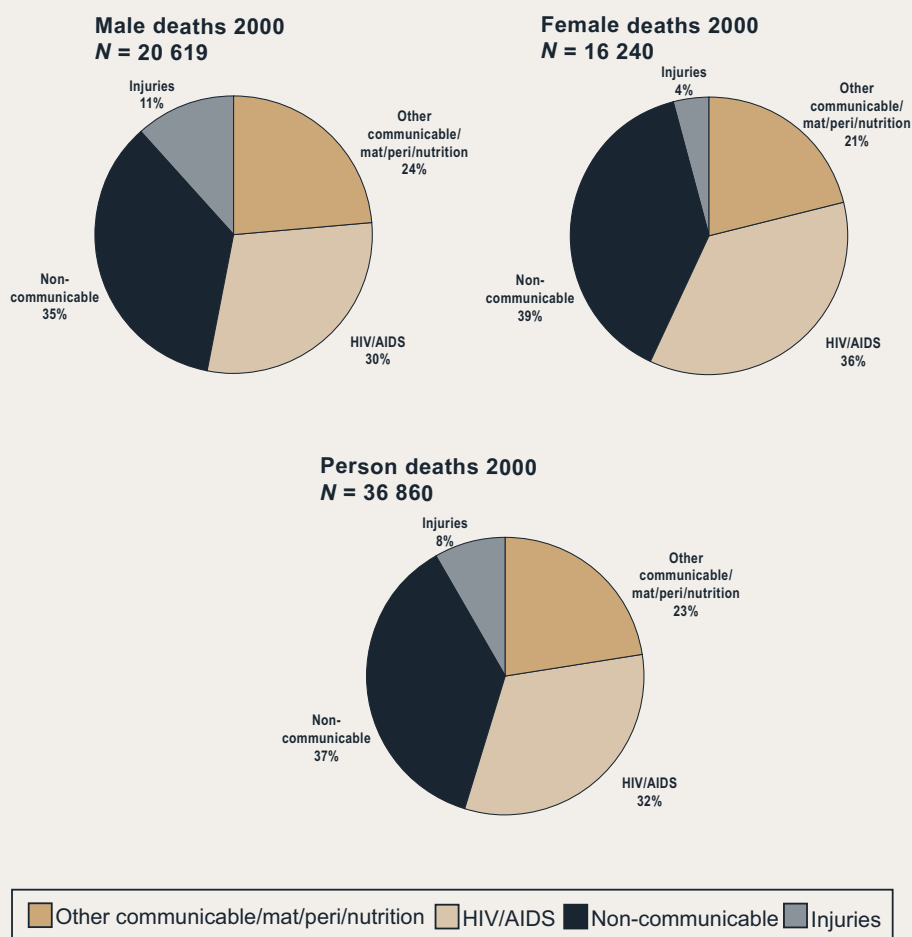 Male deaths 2000
N = 20 619
Injuries
11%
Other
communicable/
mat/peri/nutrition
24%
Non-
communicable
35%
HIV/AIDS
30%
Female deaths 2000
N = 16 240
Injuries
4%
Other
communicable/
mat/peri/nutrition
21%
Non-
communicable
39%
HIV/AIDS
36%
Person deaths 2000
N = 36 860
Injuries
8%
Other
communicable/
mat/peri/nutrition
23%
Non-
communicable
37%
HIV/AIDS
32%
Other communicable/mat/peri/nutrition HIV/AIDS Non-communicable Injuries